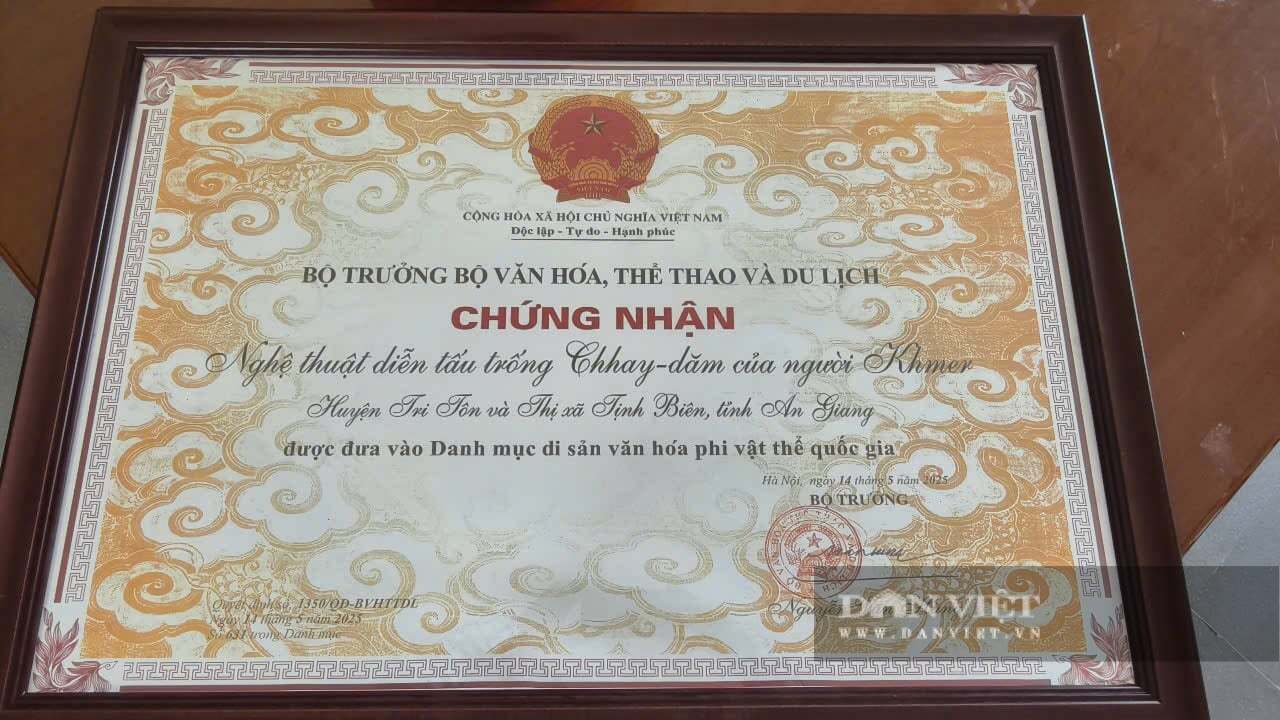 CỘNG HÒA XÃ HỘI CHỦ NGHĨA VIỆT NAM
Độc lập - Tự do - Hạnh phúc
BỘ TRƯỞNG BỘ VĂN HÓA, THỂ THAO VÀ DU LỊCH
CHỨNG NHẬN
Nghệ thuật diễn tấu trống Chhay-dăm của người Khmer
Huyện Tri Tôn và Thị xã Tịnh Biên, tỉnh An Giang
được đưa vào Danh mục di sản văn hóa phi vật thể quốc gia
Hà Nội, ngày 14 tháng 5 năm 2025
BỘ TRƯỞNG
Quyết định số: 1350/QĐ-BVHTTDL
Ngày 14 tháng 5 năm 2025
Số 631 trong Danh mục
Nguyễn
DÂN VIỆT
WWW.DANVIET.VN